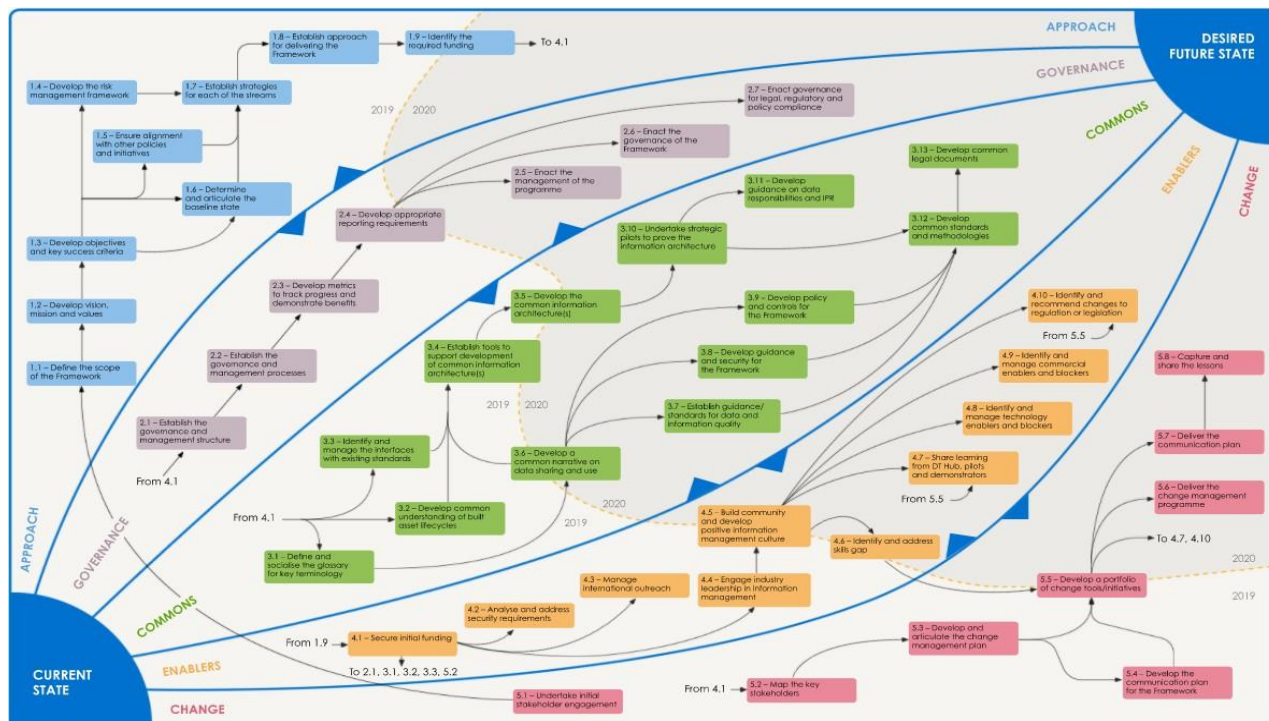 APPROACH
DESIRED
FUTURE STATE
GOVERNANCE
COMMONS
ENABLERS
CHANGE
1.8 – Establish approach
for delivering the
Framework
1.9 – Identify the
required funding
To 4.1
1.4 – Develop the risk
management framework
1.7 – Establish strategies
for each of the streams
2019
2020
1.5 – Ensure alignment
with other policies
and initiatives
1.6 – Determine
and articulate the
baseline state
1.3 – Develop objectives
and key success criteria
1.2 – Develop vision,
mission and values
1.1 – Define the scope
of the Framework
2.7 – Enact governance
for legal, regulatory and
policy compliance
2.6 – Enact the
governance of the
Framework
2.5 – Enact the
management of the
programme
2.4 – Develop appropriate
reporting requirements
2.3 – Develop metrics
to track progress and
demonstrate benefits
2.2 – Establish the
governance and
management processes
2.1 – Establish the
governance and
management structure
From 4.1
3.13 – Develop common
legal documents
3.11 – Develop
guidance on data
responsibilities and IPR
3.12 – Develop
common standards
and methodologies
3.10 – Undertake strategic
pilots to prove the
information architecture
3.5 – Develop the
common information
architecture(s)
3.9 – Develop policy
and controls for
the Framework
3.4 – Establish tools to
support development
of common information
architecture(s)
3.8 – Develop guidance
and security for
the Framework
2019
2020
3.7 – Establish guidance/
standards for data and
information quality
3.3 – Identify and
manage the interfaces
with existing standards
3.6 – Develop a
common narrative on
data sharing and use
3.2 – Develop common
understanding of built
asset lifecycles
From 4.1
3.1 – Define and
socialise the glossary
for key terminology
2020
2019
4.10 – Identify and
recommend changes to
regulation or legislation
From 5.5
4.9 – Identify and
manage commercial
enablers and blockers
4.8 – Identify and
manage technology
enablers and blockers
4.7 – Share learning
from DT Hub, pilots
and demonstrators
From 5.5
4.5 – Build community
and develop
positive information
management culture
4.6 – Identify and address
skills gap
4.3 – Manage
international outreach
4.4 – Engage industry
leadership in information
management
4.2 – Analyse and address
security requirements
From 1.9
4.1 – Secure initial funding
To 2.1, 3.1, 3.2, 3.3, 5.2
5.8 – Capture and
share the lessons
5.7 – Deliver the
communication plan
5.6 – Deliver the
change management
programme
To 4.7, 4.10
2020
2019
5.5 – Develop a portfolio
of change tools/initiatives
5.3 – Develop and
articulate the change
management plan
5.4 – Develop the
communication plan
for the Framework
From 4.1
5.2 – Map the key
stakeholders
5.1 – Undertake initial
stakeholder engagement
APPROACH
GOVERNANCE
COMMONS
ENABLERS
CHANGE
CURRENT
STATE